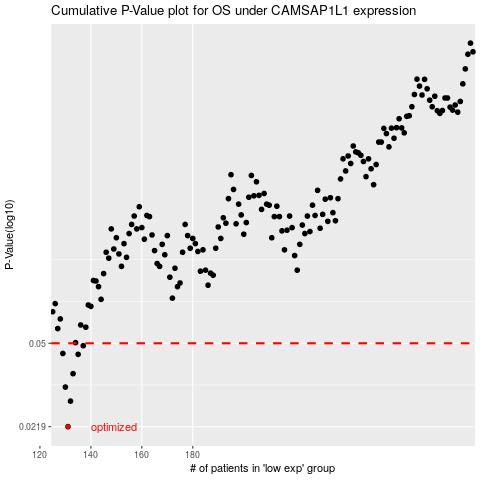 Cumulative P-Value plot for OS under CAMSAP1L1 expression
P-Value(log10)
0.05
0.0219
optimized
120
140
160
180
# of patients in 'low exp' group